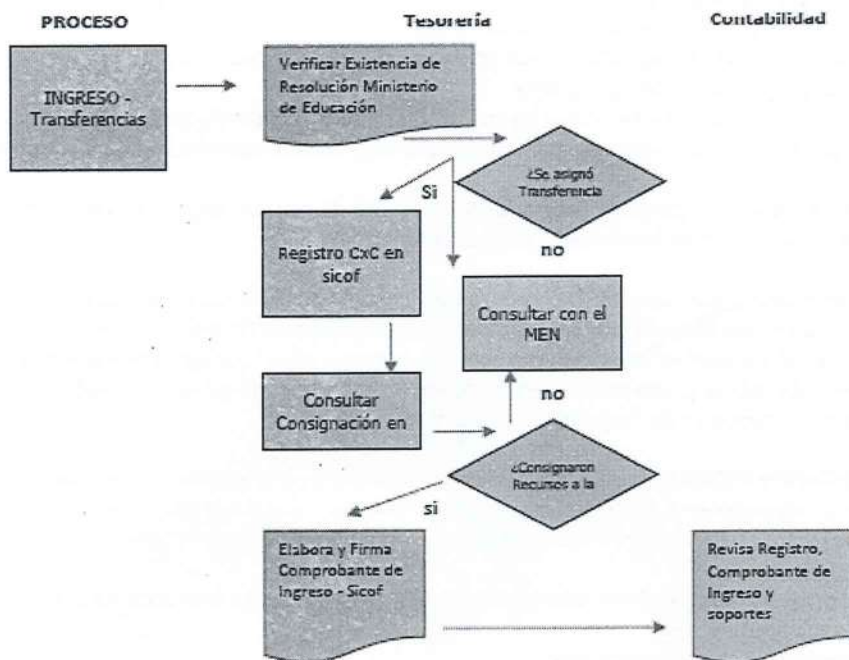 PROCESO
Tesorería
Contabilidad
INGRESO -
Transferencias
Verificar Existencia de
Resolución Ministerio
de Educación
¿Se asignó
Transferencia
Si
no
Registro CxC en
sicof
Consultar con el
MEN
no
Consultar
Consignación en
¿Consignaron
Recursos a la
si
Elabora y Firma
Comprobante de
Ingreso - Sicof
Revisa Registro,
Comprobante de
Ingreso y
soportes